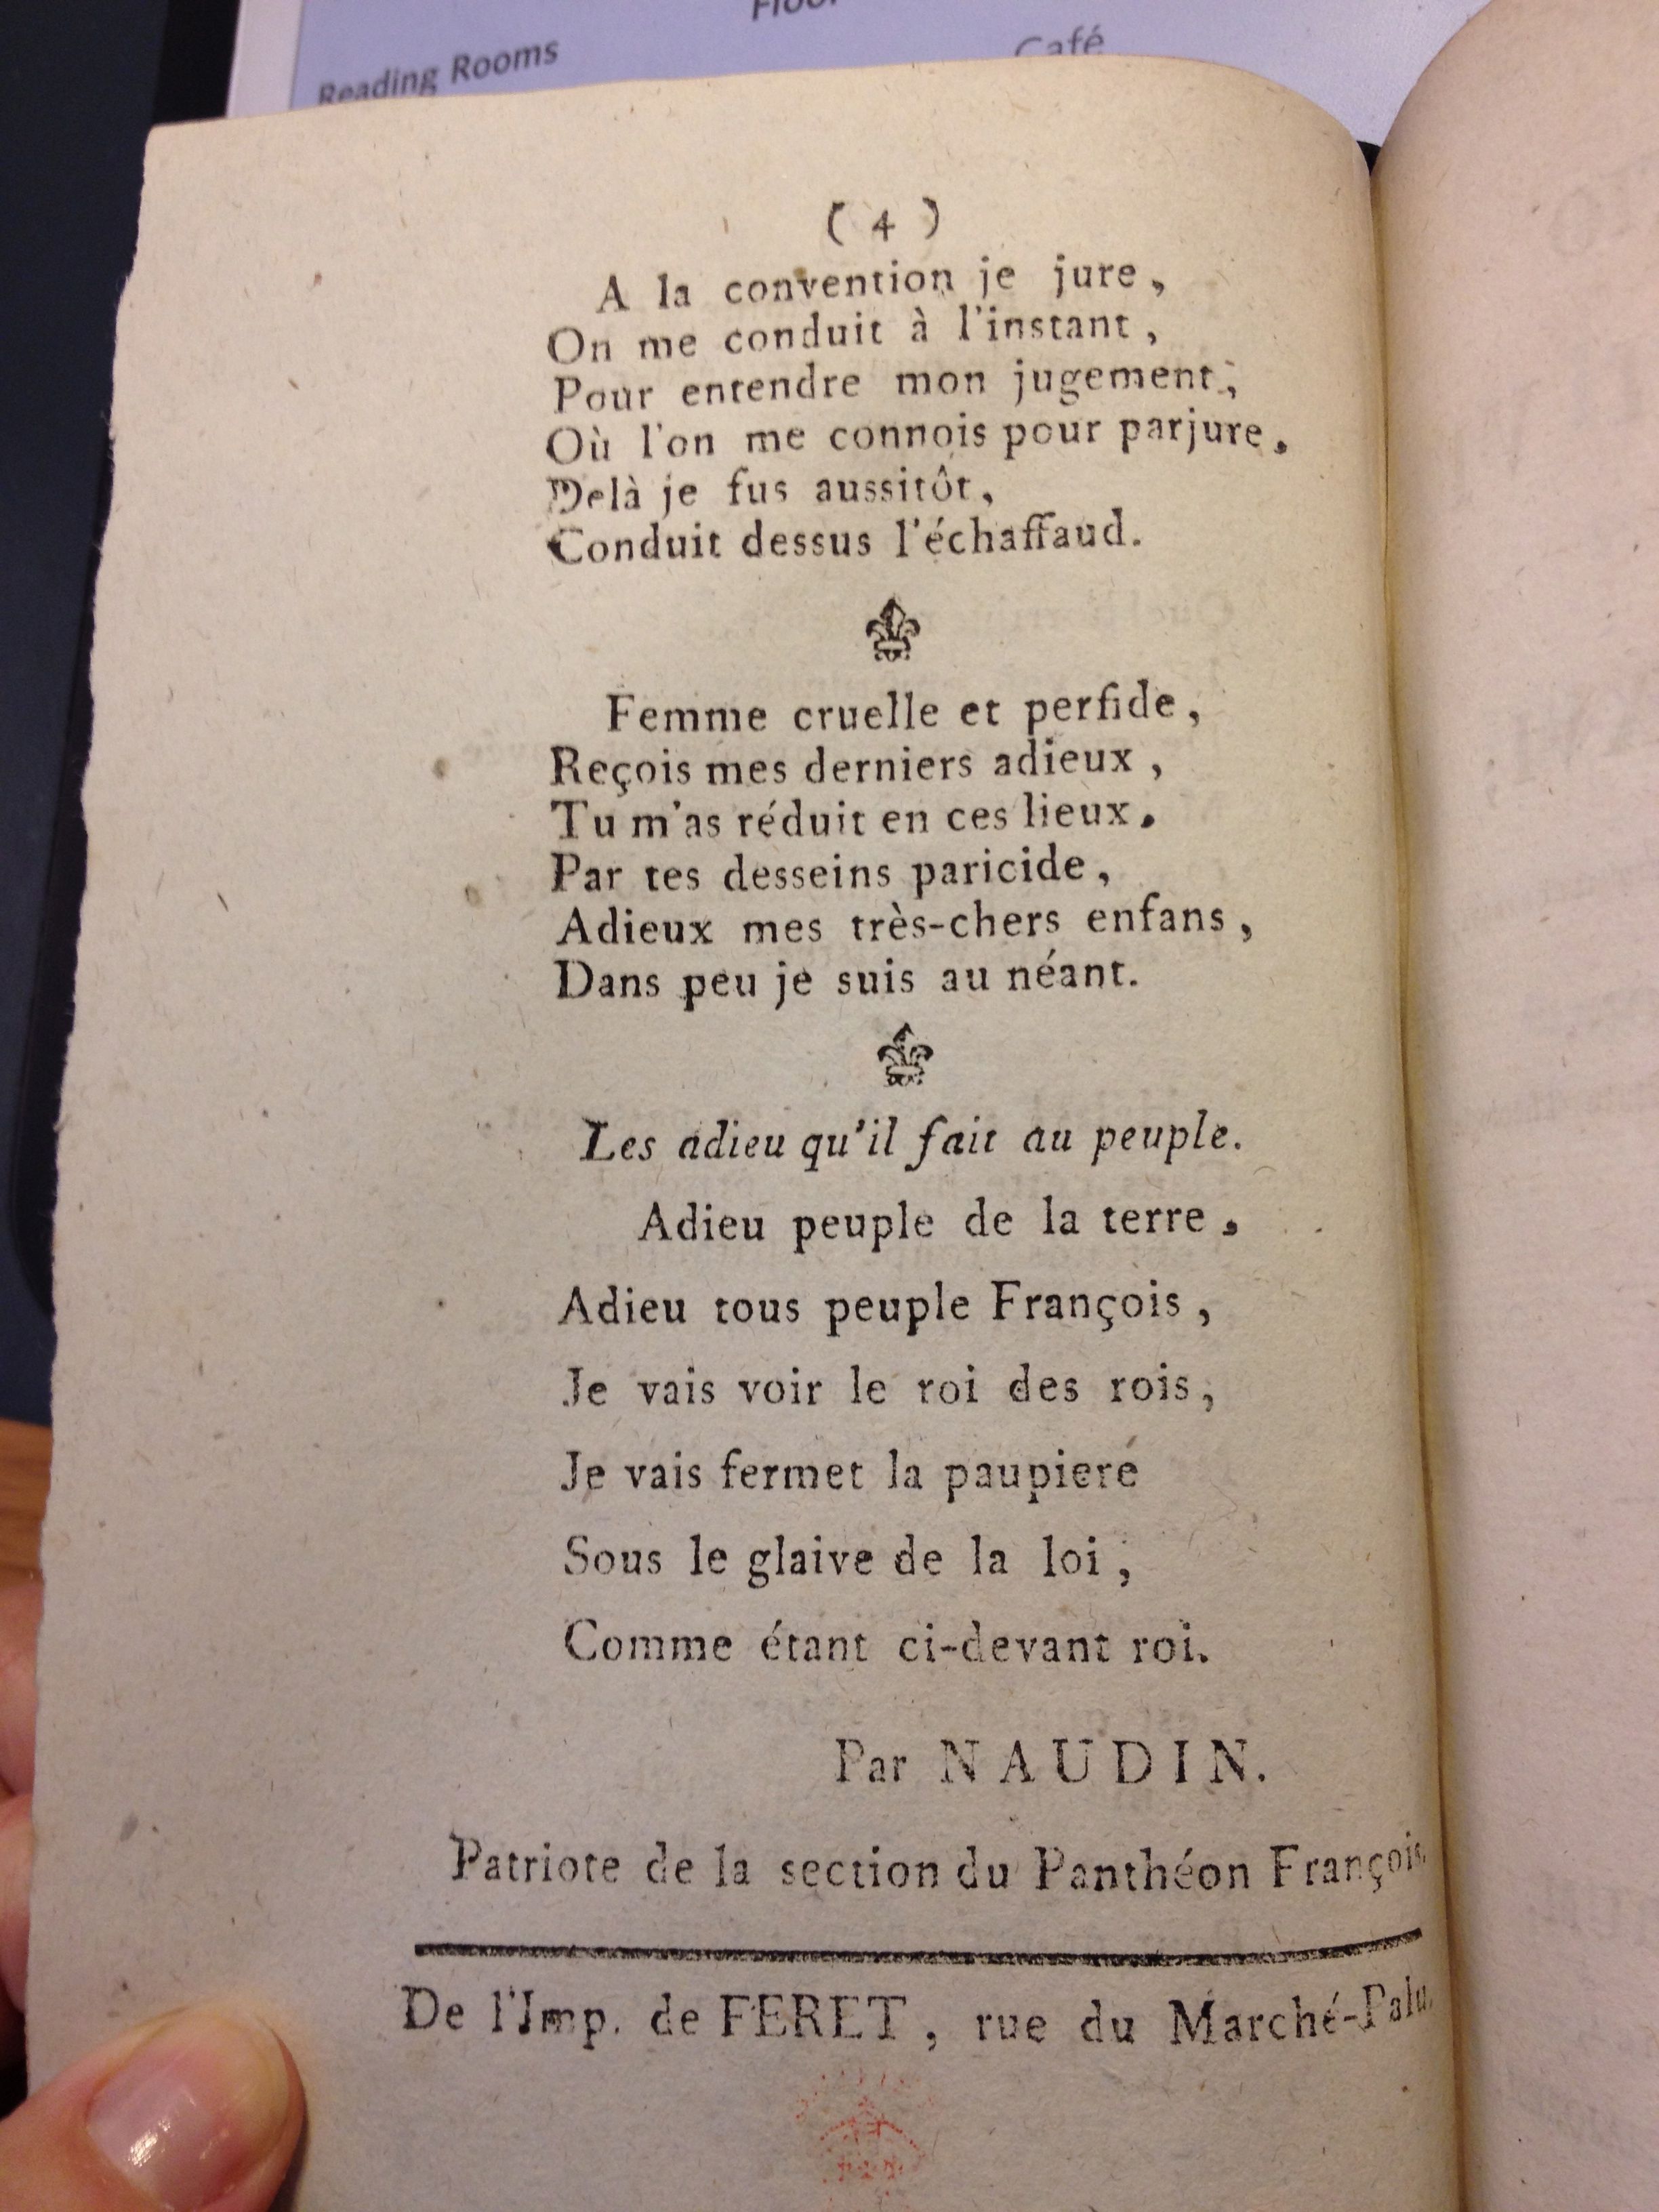 Floor
Reading Rooms
Café
( 4 )
A la convention je jure,
On me conduit à l'instant,
Pour entendre mon jugement;
Où l'on me connois pour parjure,
Delà je fus aussitôt,
Conduit dessus l'échaffaud.
Femme cruelle et perfide,
Reçois mes derniers adieux,
Tu m'as réduit en ces lieux,
Par tes desseins paricide,
Adieux mes très-chers enfans,
Dans peu je suis au néant.
Les adieu qu'il fait au peuple.
Adieu peuple de la terre,
Adieu tous peuple François,
Je vais voir le roi des rois,
Je vais fermet la paupiere
Sous le glaive de la loi,
Comme étant ci-devant roi.
Par NAUDIN.
Patriote de la section du Panthéon François
De l'Imp. de FERET, rue du Marché-Palu